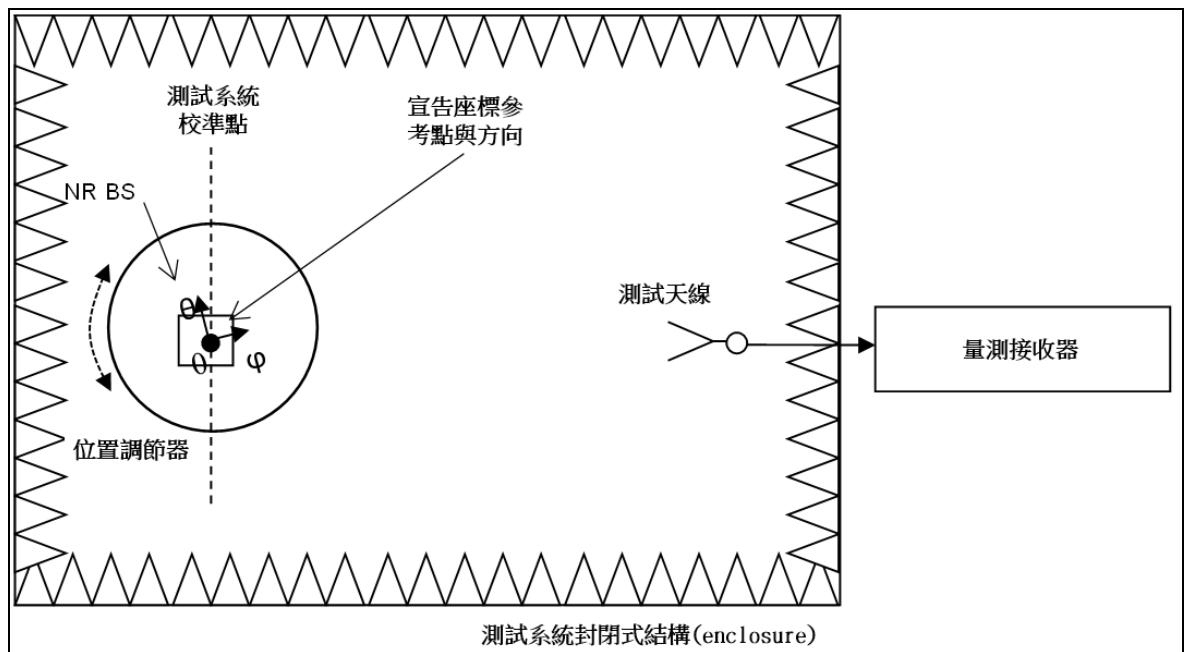 測試系統
校準點
宣告座標參
考點與方向
NR BS
θ
0
φ
位置調節器
測試天線
量測接收器
測試系統封閉式結構(enclosure)